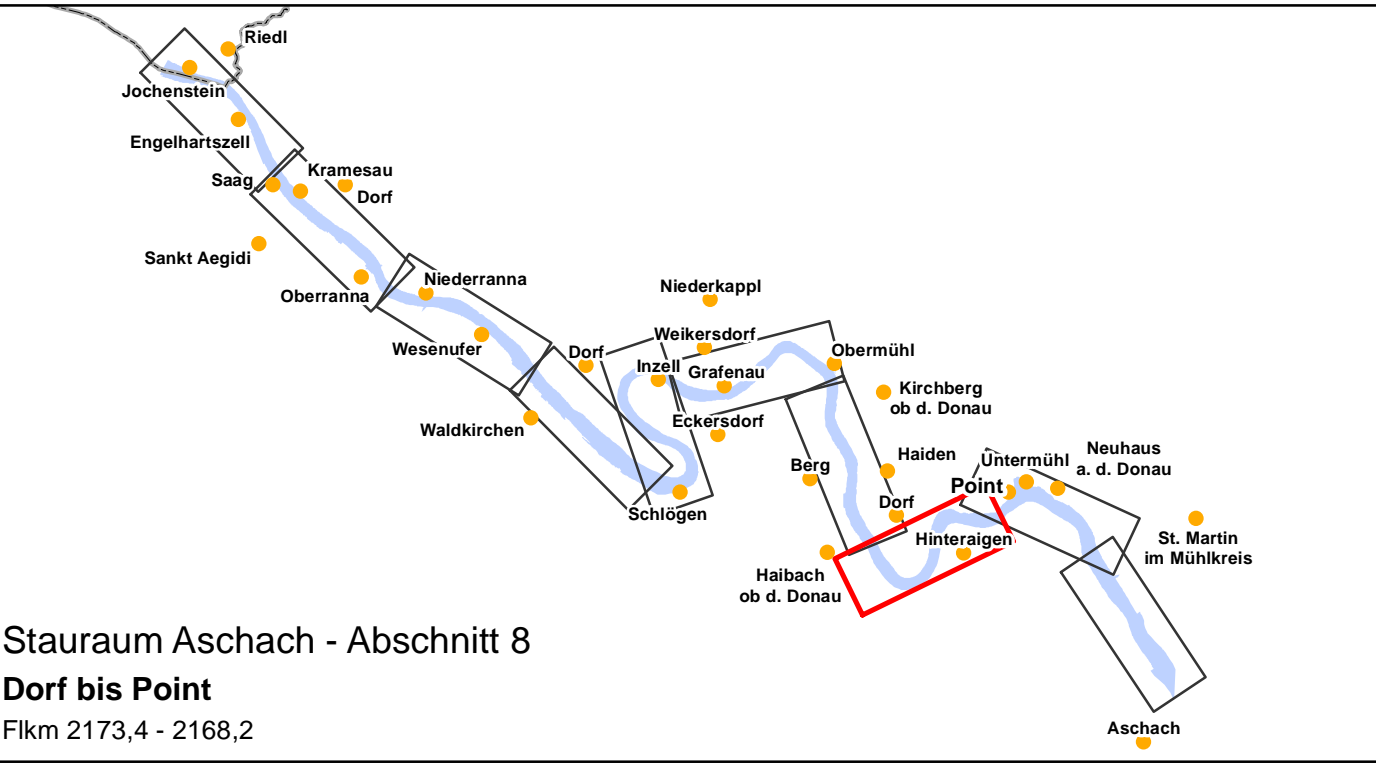 Riedl
Jochenstein
Engelhartszell
Kramesau
Saag
Dorf
Sankt Aegidi
Oberranna
Niederranna
Niederkappl
Wesenufer
Weikersdorf
Dorf
Obermühl
Inzell
Grafenau
Kirchberg
ob d. Donau
Eckersdorf
Waldkirchen
Haiden
Neuhaus
a. d. Donau
Untermühl
Berg
Point
Dorf
Schlögen
Hinteraigen
St. Martin
im Mühlkreis
Haibach
ob d. Donau
Stauraum Aschach - Abschnitt 8
Dorf bis Point
Flkm 2173,4 - 2168,2
Aschach